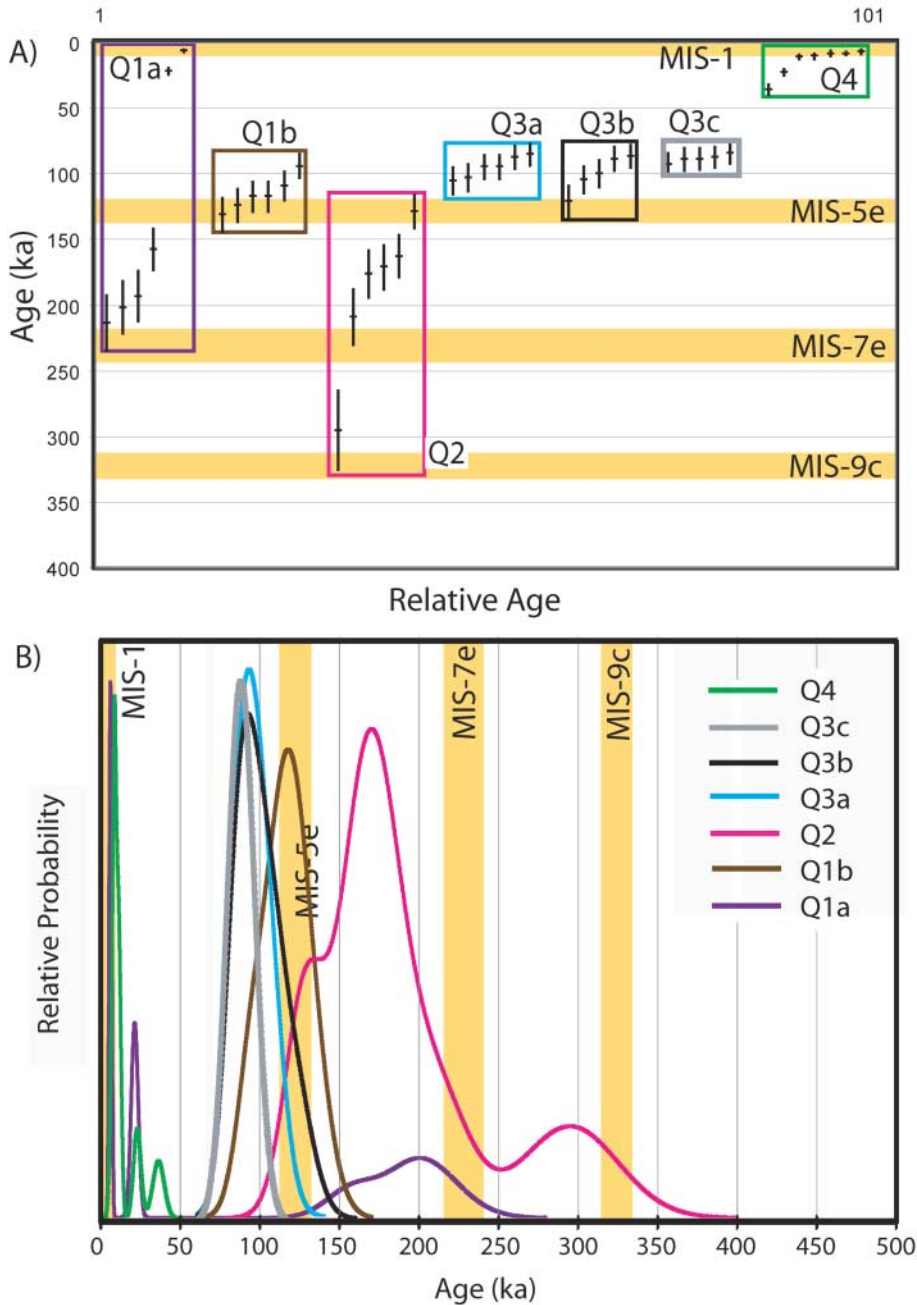 1 101
A)
0
50
100
150
200
250
300
350
400
Age (ka)
Q1a
Q1b
Q2
Q3a
Q3b
Q3c
Q4
MIS-1
MIS-5e
MIS-7e
MIS-9c
Relative Age
B)
Relative Probability
MIS-1
MIS-5e
MIS-7e
MIS-9c
Q4
Q3c
Q3b
Q3a
Q2
Q1b
Q1a
0 50 100 150 200 250 300 350 400 450 500
Age (ka)